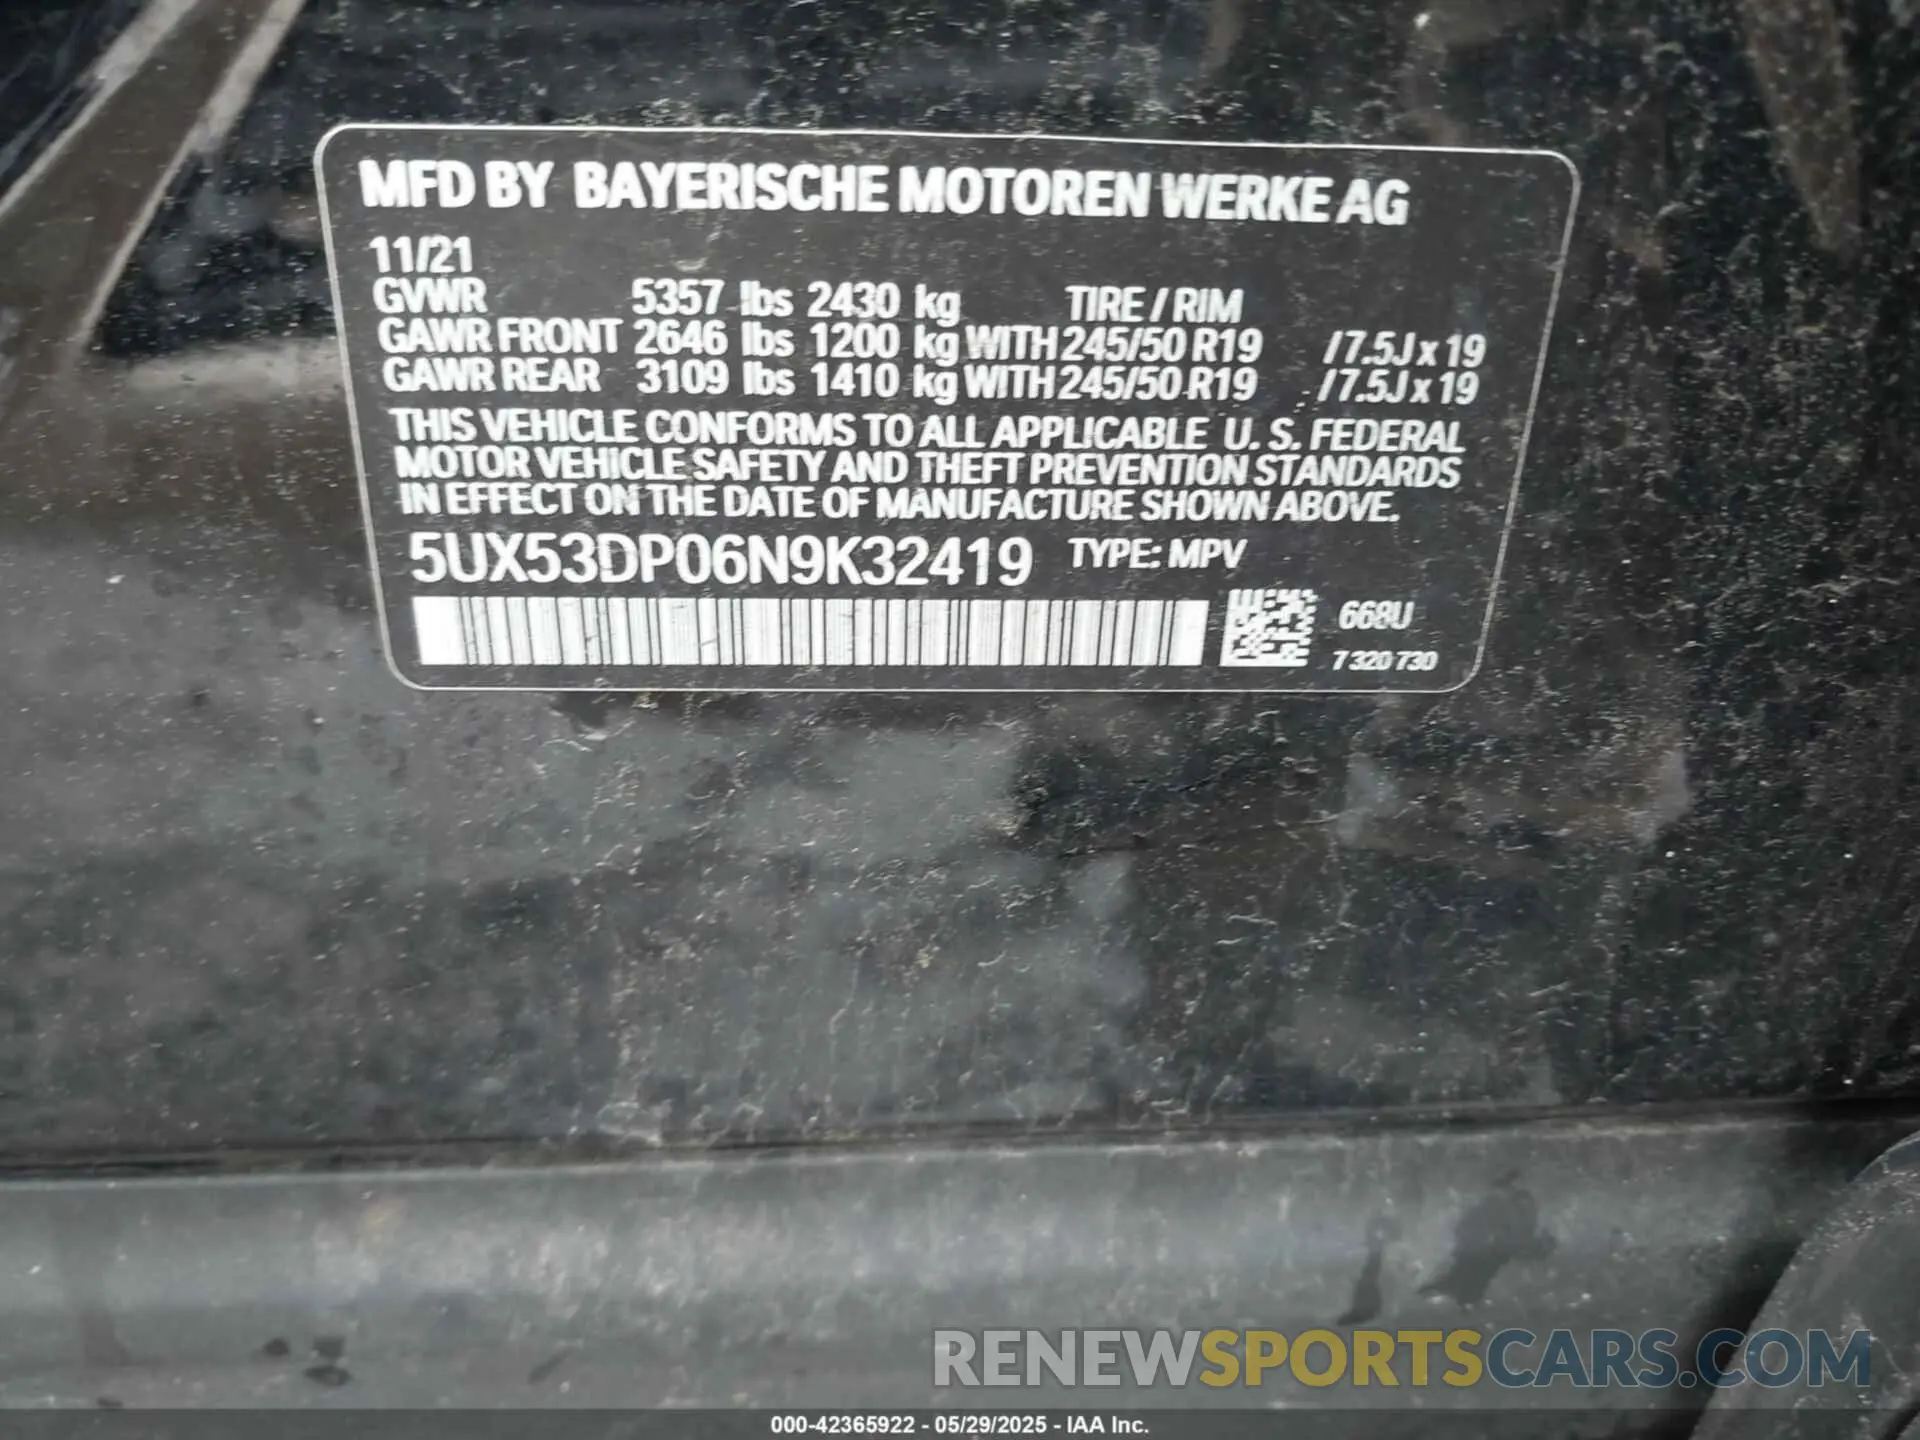 MFD BY BAYERISCHE MOTOREN WERKE AG
11/21
GVWR 5357 lbs 2430 kg TIRE / RIM
GAWR FRONT 2646 lbs 1200 kg WITH 245/50 R19 / 7.5J x 19
GAWR REAR 3109 lbs 1410 kg WITH 245/50 R19 / 7.5J x 19
THIS VEHICLE CONFORMS TO ALL APPLICABLE U. S. FEDERAL
MOTOR VEHICLE SAFETY AND THEFT PREVENTION STANDARDS
IN EFFECT ON THE DATE OF MANUFACTURE SHOWN ABOVE.
5UX53DP06N9K32419 TYPE: MPV
668U
7 320 730
RENEWSPORTSCARS.COM
000-42365922 - 05/29/2025 - IAA Inc.